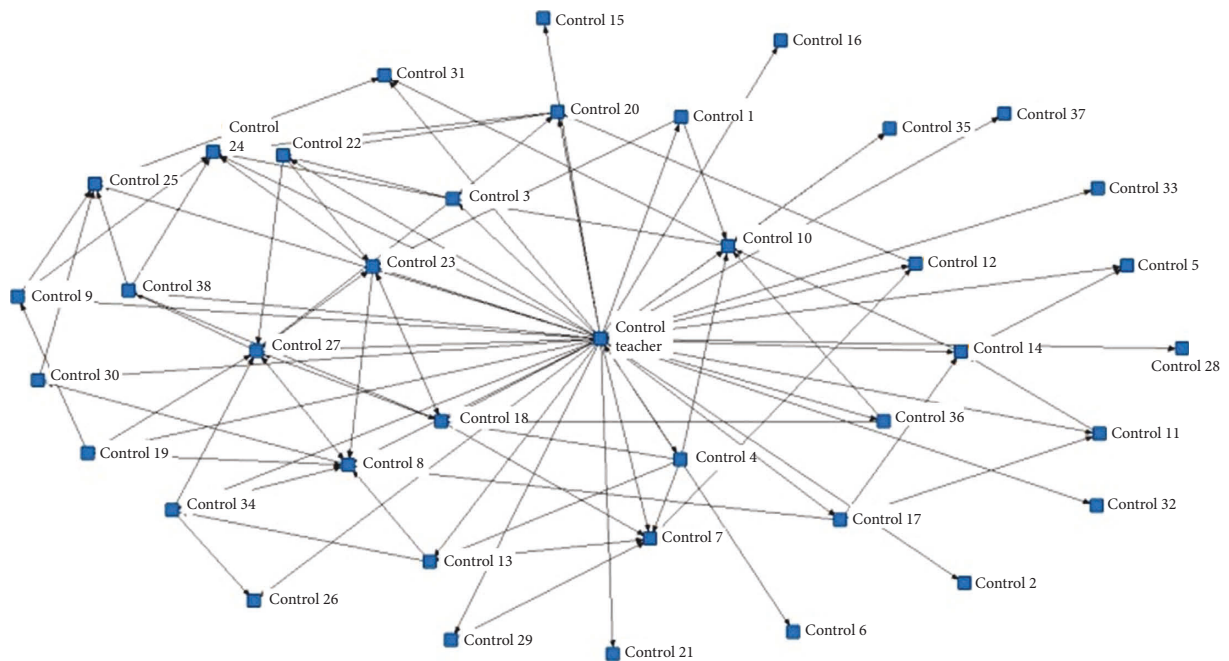 Control 15
Control 16
Control 31
Control 20
Control 1
Control 37
Control 35
Control
24
Control 22
Control 25
Control 3
Control 33
Control 10
Control 12
Control 5
Control 23
Control 9
Control 38
Control
teacher
Control 27
Control 14
Control 28
Control 30
Control 18
Control 36
Control 11
Control 19
Control 8
Control 4
Control 34
Control 32
Control 17
Control 7
Control 13
Control 2
Control 26
Control 6
Control 29
Control 21